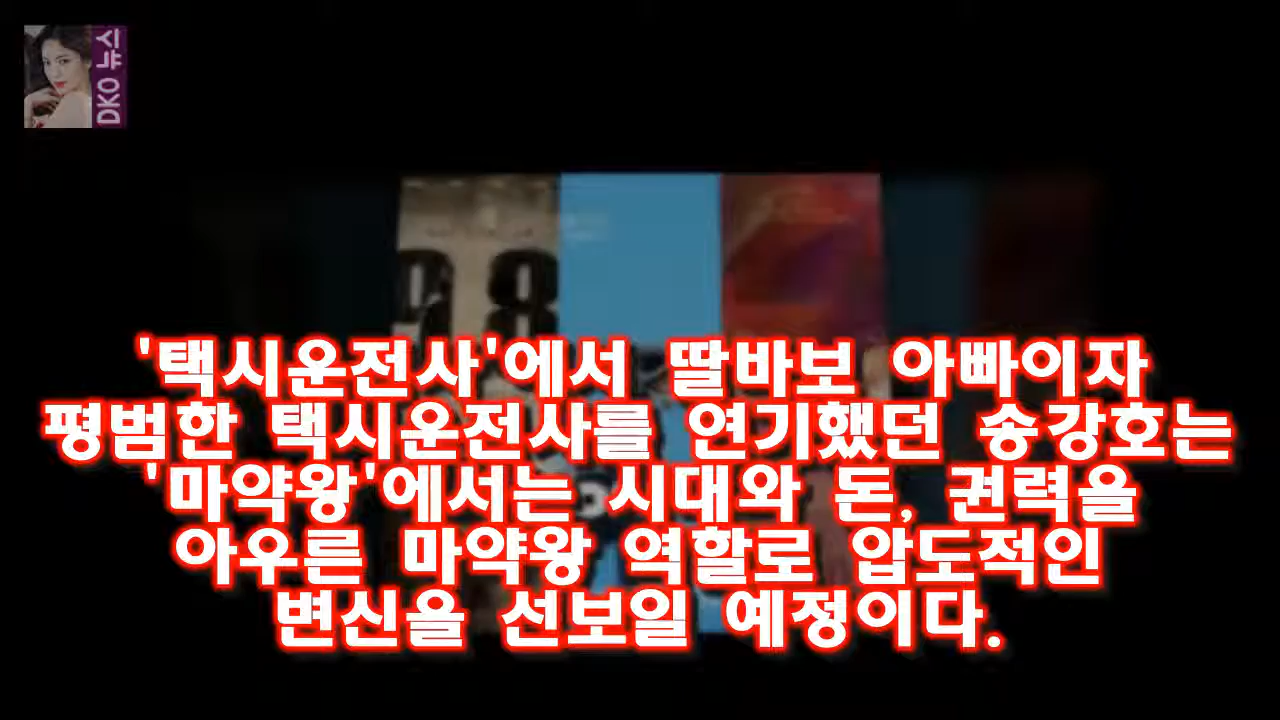 DKO 뉴스
98
'택시운전사'에서 딸바보 아빠이자
평범한 택시운전사를 연기했던 송강호는
'마약왕'에서는 시대와 돈, 권력을
아우른 마약왕 역할로 압도적인
변신을 선보일 예정이다.